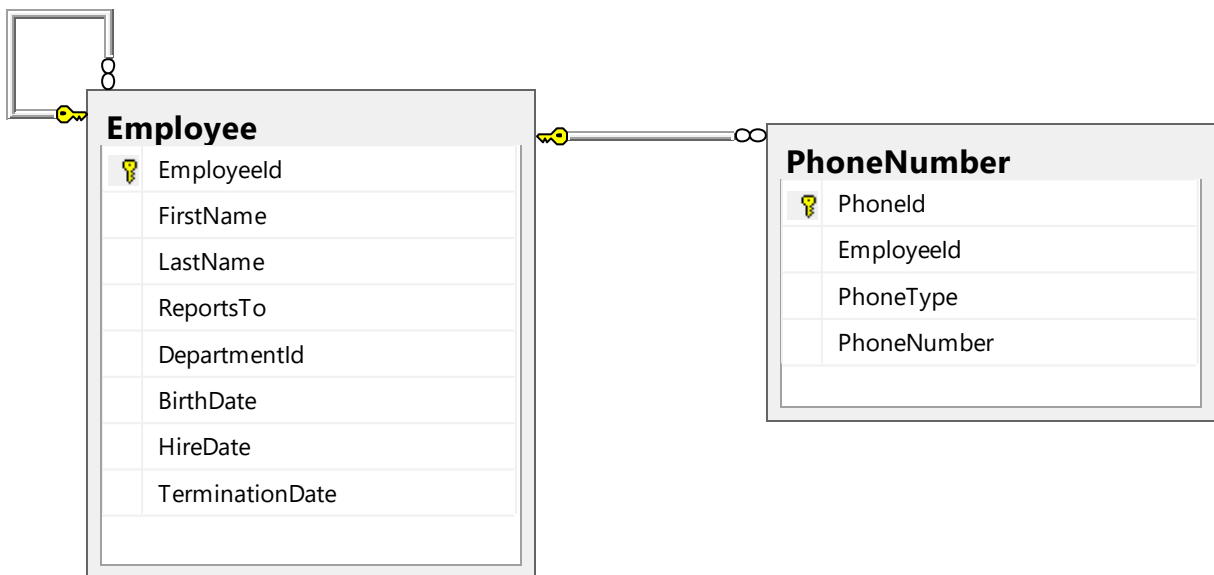 Employee
EmployeeId
FirstName
LastName
ReportsTo
DepartmentId
BirthDate
HireDate
TerminationDate
PhoneNumber
PhoneId
EmployeeId
PhoneType
PhoneNumber